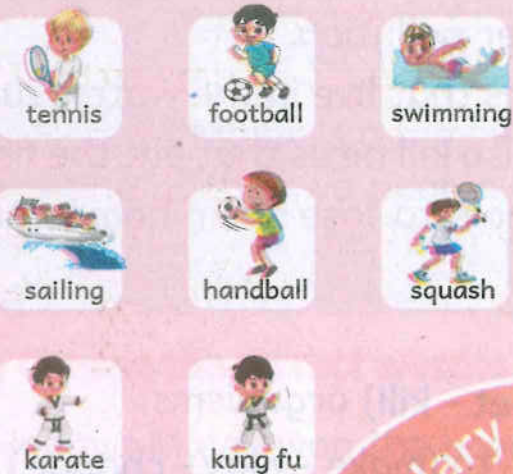 tennis football swimming
sailing handball squash
karate kung fu